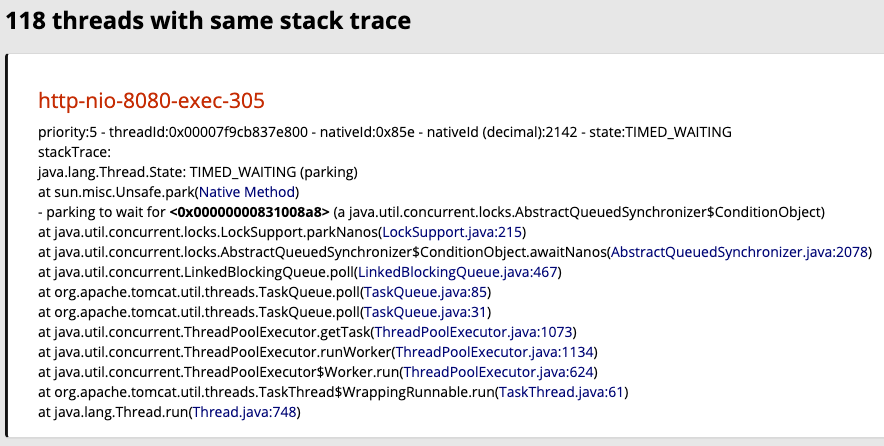 118 threads with same stack trace
http-nio-8080-exec-305
priority:5 - threadId:0x00007f9cb837e800 - nativeId:0x85e - nativeId (decimal):2142 - state:TIMED_WAITING
stackTrace:
java.lang.Thread.State: TIMED_WAITING (parking)
at sun.misc.Unsafe.park(Native Method)
- parking to wait for <0x00000000831008a8> (a java.util.concurrent.locks.AbstractQueuedSynchronizer$ConditionObject)
at java.util.concurrent.locks.LockSupport.parkNanos(LockSupport.java:215)
at java.util.concurrent.locks.AbstractQueuedSynchronizer$ConditionObject.awaitNanos(AbstractQueuedSynchronizer.java:2078)
at java.util.concurrent.LinkedBlockingQueue.poll(LinkedBlockingQueue.java:467)
at org.apache.tomcat.util.threads.TaskQueue.poll(TaskQueue.java:85)
at org.apache.tomcat.util.threads.TaskQueue.poll(TaskQueue.java:31)
at java.util.concurrent.ThreadPoolExecutor.getTask(ThreadPoolExecutor.java:1073)
at java.util.concurrent.ThreadPoolExecutor.runWorker(ThreadPoolExecutor.java:1134)
at java.util.concurrent.ThreadPoolExecutor$Worker.run(ThreadPoolExecutor.java:624)
at org.apache.tomcat.util.threads.TaskThread$WrappingRunnable.run(TaskThread.java:61)
at java.lang.Thread.run(Thread.java:748)